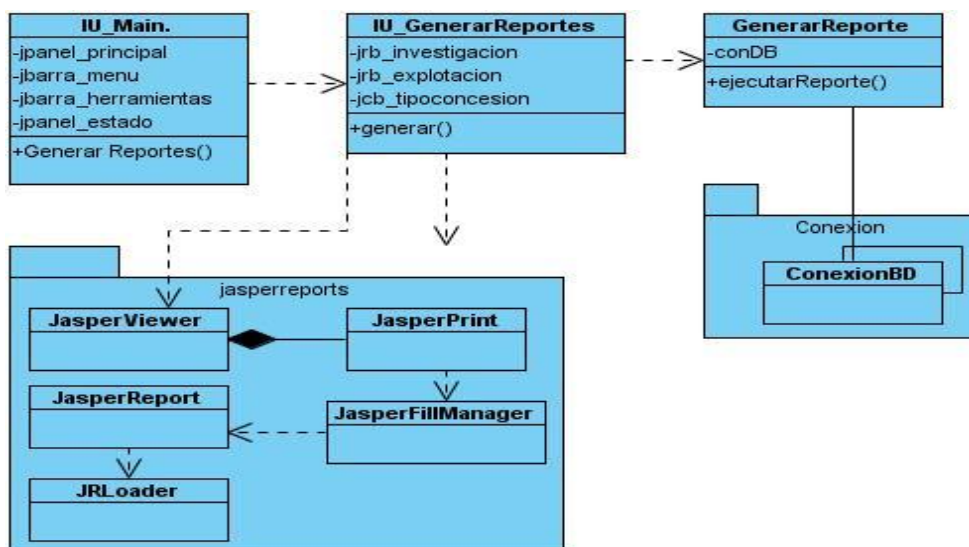 IU_Main.
-jpanel_principal
-jbarra_menu
-jbarra_herramientas
-jpanel_estado
+Generar Reportes()
IU_GenerarReportes
-jrb_investigacion
-jrb_explotacion
-jcb_tipoconcesion
+generar()
GenerarReporte
-conDB
+ejecutarReporte()
Conexion
ConexionBD
jasperreports
JasperViewer
JasperPrint
JasperReport
JasperFillManager
JRLoader